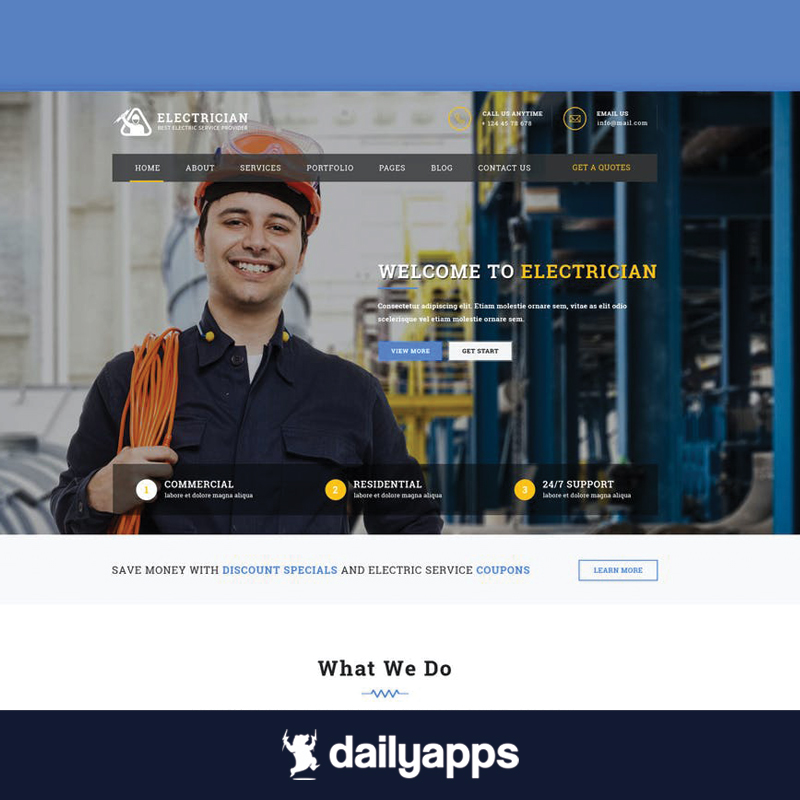 ELECTRICIAN
BEST ELECTRIC SERVICE PROVIDER
CALL US ANYTIME
+ 124 45 78 678
EMAIL US
info@mail.com
HOME ABOUT SERVICES PORTFOLIO PAGES BLOG CONTACT US GET A QUOTES
WELCOME TO ELECTRICIAN
Consectetur adipiscing elit. Etiam molestie ornare sem, vitae as elit odio
scelerisque vel etiam molestie ornare sem.
VIEW MORE GET START
1 COMMERCIAL
labore et dolore magna aliqua
2 RESIDENTIAL
labore et dolore magna aliqua
3 24/7 SUPPORT
labore et dolore magna aliqua
SAVE MONEY WITH DISCOUNT SPECIALS AND ELECTRIC SERVICE COUPONS
LEARN MORE
What We Do
dailyapps